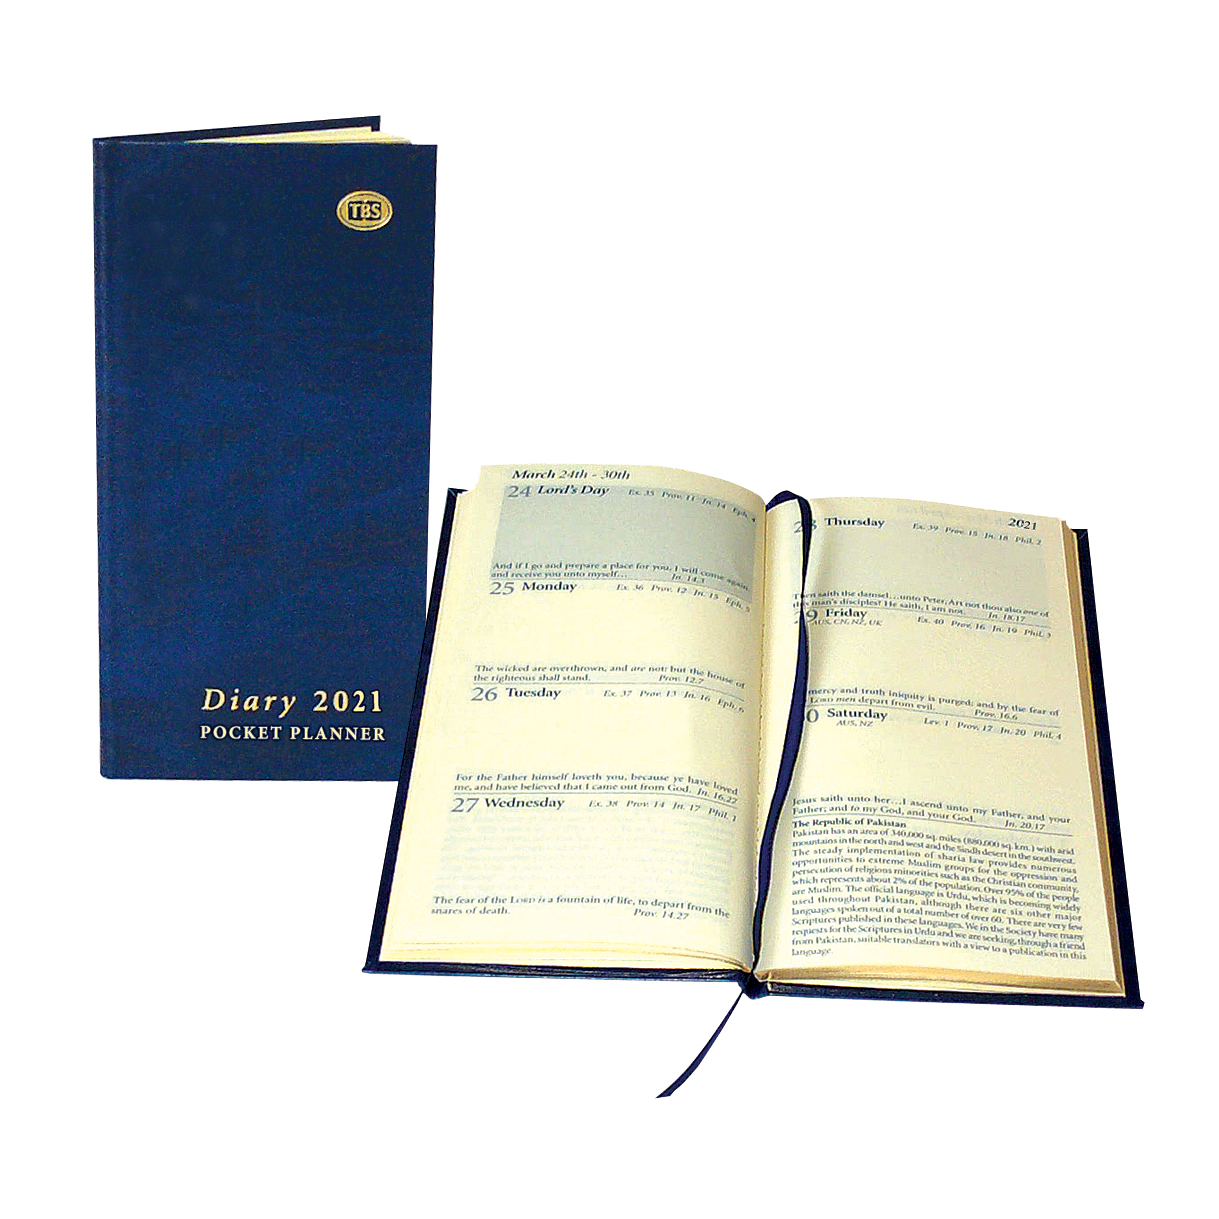 TBS
Diary 2021
POCKET PLANNER
March 24th - 30th
24 Lord's Day Ex. 35 Prov. 11 Jn. 14 Eph. 4
And if I go and prepare a place for you, I will come again,
and receive you unto myself… Jn. 14.3
25 Monday Ex. 36 Prov. 12 Jn. 15 Eph. 5
The wicked are overthrown, and are not: but the house of
the righteous shall stand. Prov. 12.7
26 Tuesday Ex. 37 Prov. 13 Jn. 16 Eph. 6
For the Father himself loveth you, because ye have loved
me, and have believed that I came out from God. Jn. 16.27
27 Wednesday Ex. 38 Prov. 14 Jn. 17 Phil. 1
The fear of the LORD is a fountain of life, to depart from the
snares of death. Prov. 14.27
2021
Thursday Ex. 39 Prov. 15 Jn. 18 Phil. 2
saith the damsel…unto Peter, Art not thou also one of
this man's disciples? He saith, I am not. Jn. 18.17
9 Friday Ex. 40 Prov. 16 Jn. 19 Phil. 3
AUS, CN, NZ, UK
mercy and truth iniquity is purged: and by the fear of
LORD men depart from evil. Prov. 16.6
0 Saturday Lev. 1 Prov. 17 Jn. 20 Phil. 4
AUS, NZ
Jesus saith unto her…I ascend unto my Father, and your
Father; and to my God, and your God. Jn. 20.17
The Republic of Pakistan
Pakistan has an area of 340,000 sq. miles (880,000 sq. km.) with arid
mountains in the north and west and the Sindh desert in the southwest.
The steady implementation of sharia law provides numerous
opportunities to extreme Muslim groups for the oppression and
persecution of religious minorities such as the Christian community,
which represents about 2% of the population. Over 95% of the people
are Muslim. The official language is Urdu, which is becoming widely
used throughout Pakistan, although there are six other major
languages spoken out of a total number of over 60. There are very few
Scriptures published in these languages. We in the Society have many
requests for the Scriptures in Urdu and we are seeking, through a friend
from Pakistan, suitable translators with a view to a publication in this
language.